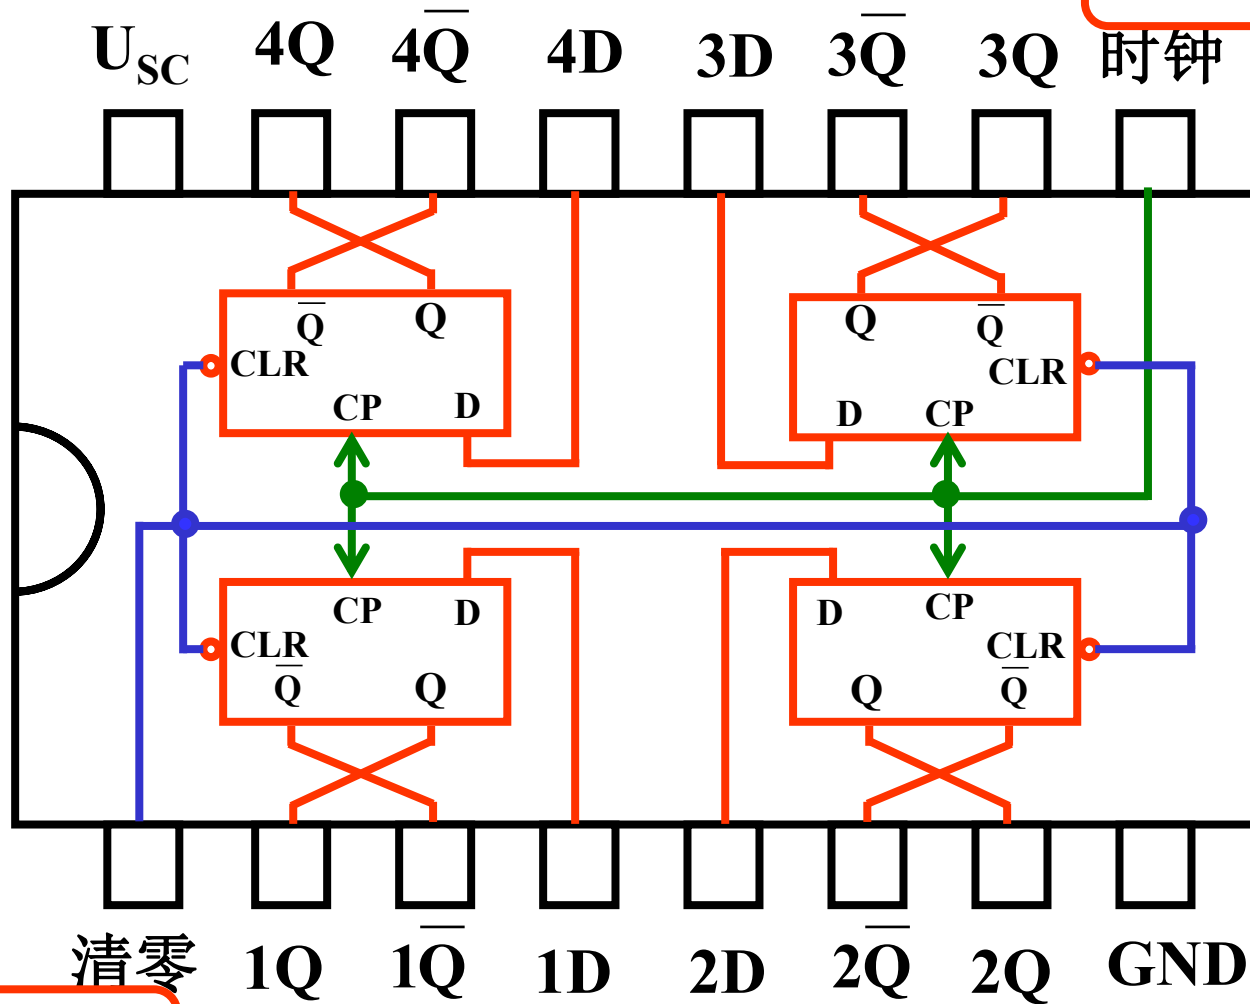 U_SC 4Q 4Q̅ 4D 3D 3Q̅ 3Q 时钟
Q̅ Q Q Q̅
CLR CLR
CP D D CP
CP D D CP
CLR CLR
Q̅ Q Q Q̅
清零 1Q 1Q̅ 1D 2D 2Q̅ 2Q GND